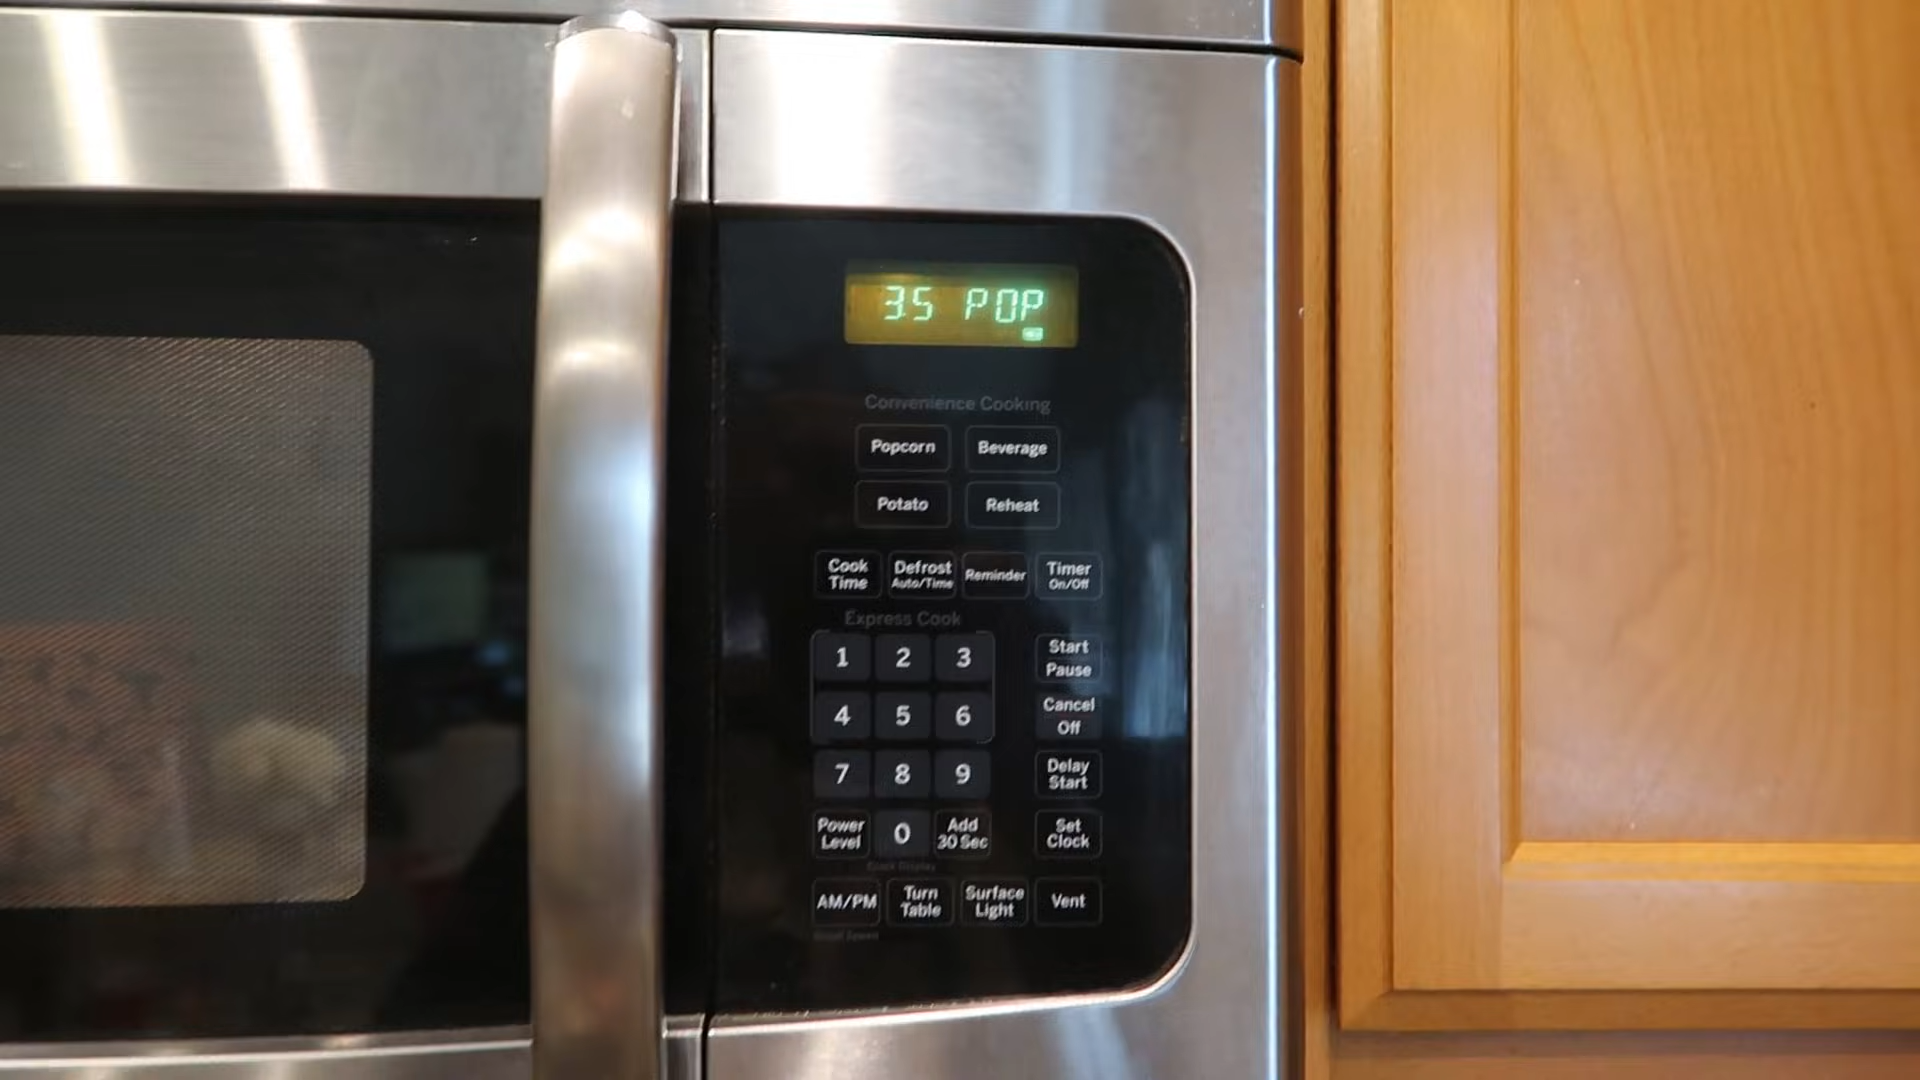 3.5 POP
Convenience Cooking
Popcorn
Beverage
Potato
Reheat
Cook Time
Defrost Auto/Time
Reminder
Timer On/Off
Express Cook
1 2 3
Start Pause
4 5 6
Cancel Off
7 8 9
Delay Start
Power Level
0
Add 30 Sec
Set Clock
AM/PM
Turn Table
Surface Light
Vent